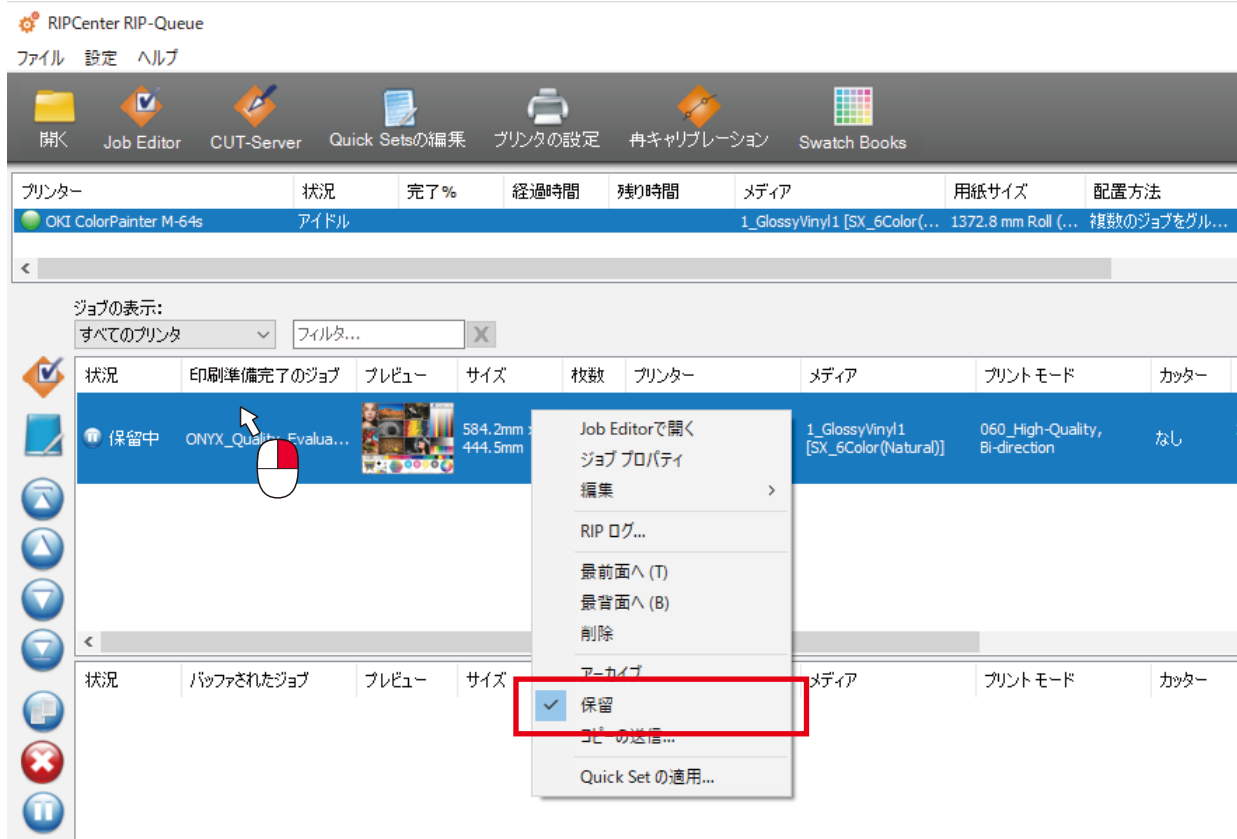 RIPCenter RIP-Queue
ファイル 設定 ヘルプ
開く Job Editor CUT-Server Quick Setsの編集 プリンタの設定 再キャリブレーション Swatch Books
プリンター 状況 完了% 経過時間 残り時間 メディア 用紙サイズ 配置方法
OKI ColorPainter M-64s アイドル 1_GlossyVinyl1 [SX_6Color(... 1372.8 mm Roll (... 複数のジョブをグル...
ジョブの表示:
すべてのプリンタ フィルタ... X
状況 印刷準備完了のジョブ プレビュー サイズ 枚数 プリンター メディア プリントモード カッター
保留中 ONYX_Quality_Evalua... 584.2mm x 444.5mm 1_GlossyVinyl1 [SX_6Color(Natural)] 060_High-Quality, Bi-direction なし
Job Editorで開く
ジョブ プロパティ
編集 >
RIP ログ...
最前面へ (T)
最背面へ (B)
削除
アーカイブ
保留
コピーの送信...
Quick Set の適用...
状況 バッファされたジョブ プレビュー サイズ メディア プリントモード カッター